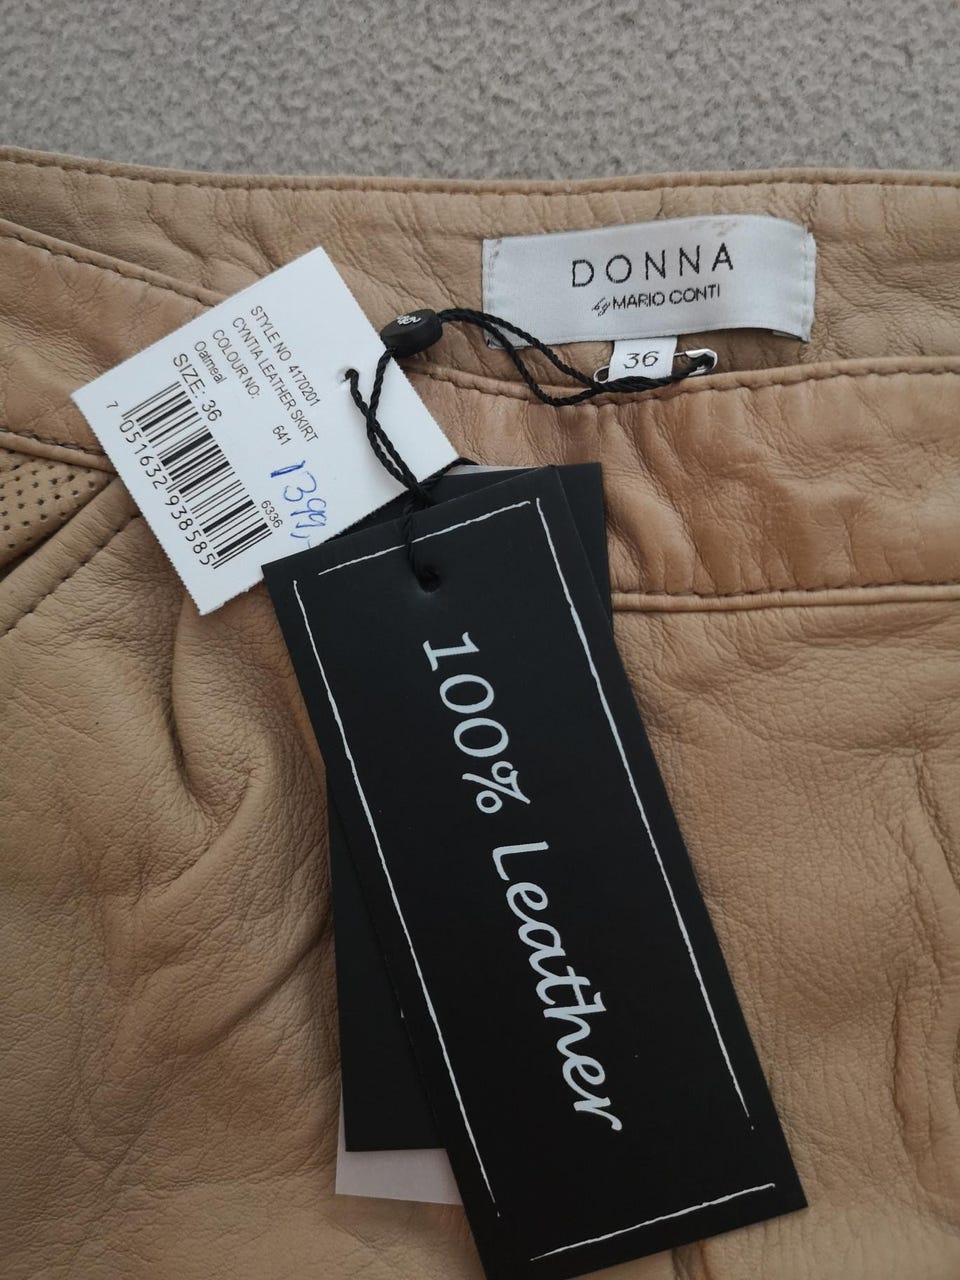 DONNA
by MARIO CONTI
36
STYLE NO 4170201
CYNTIA LEATHER SKIRT
COLOUR NO: 641
Oatmeal
SIZE: 36
6336
7 051632 938585
1399,-
100% Leather